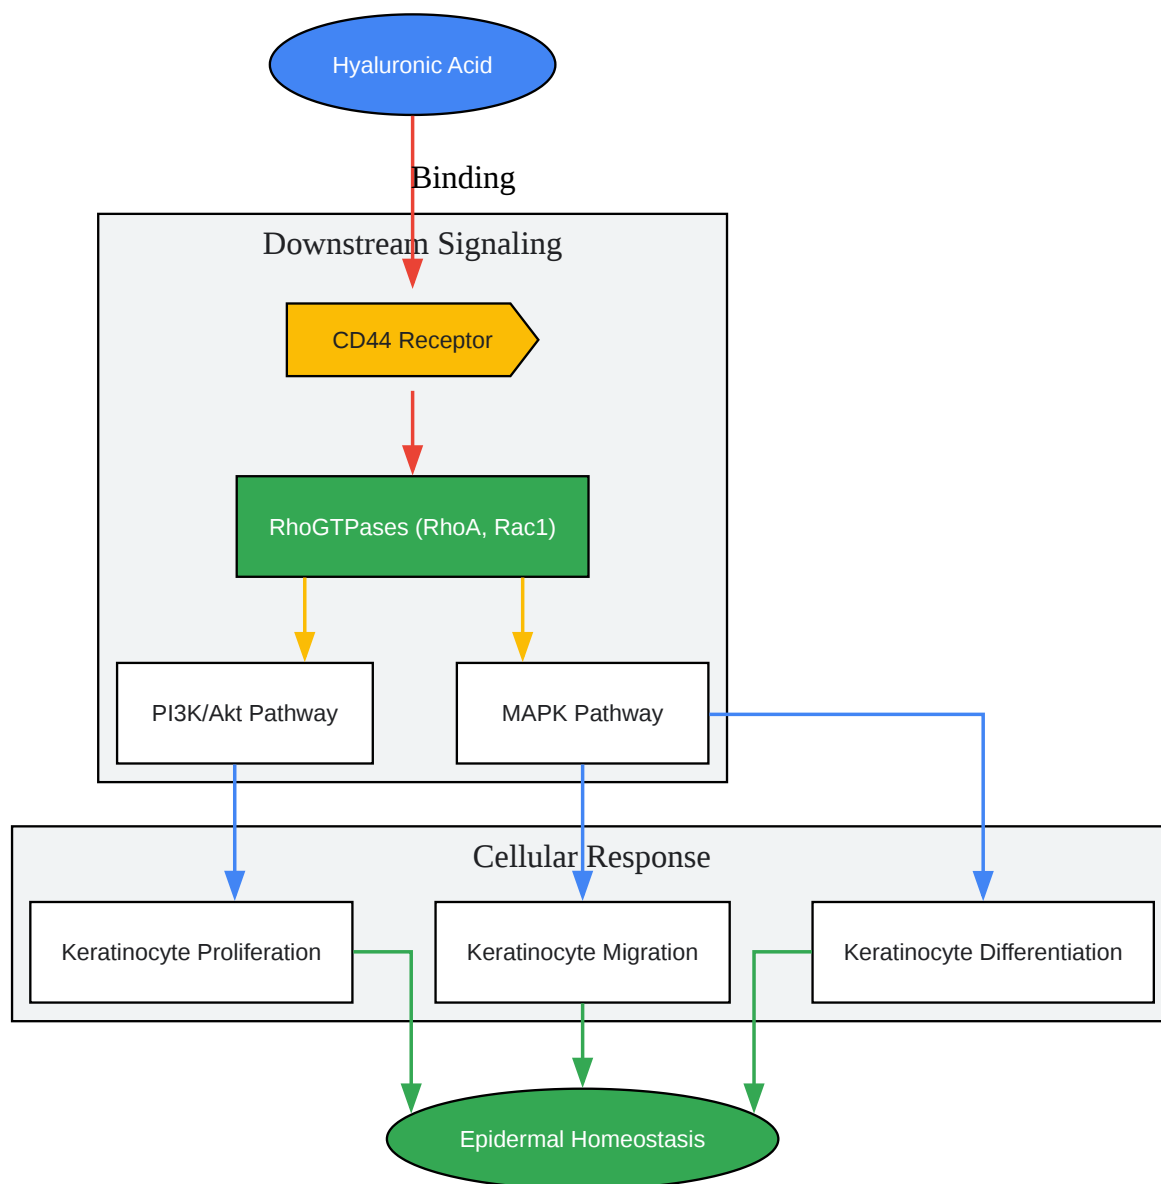 Hyaluronic Acid
Binding
Downstream Signaling
CD44 Receptor
RhoGTPases (RhoA, Rac1)
PI3K/Akt Pathway
MAPK Pathway
Cellular Response
Keratinocyte Proliferation
Keratinocyte Migration
Keratinocyte Differentiation
Epidermal Homeostasis